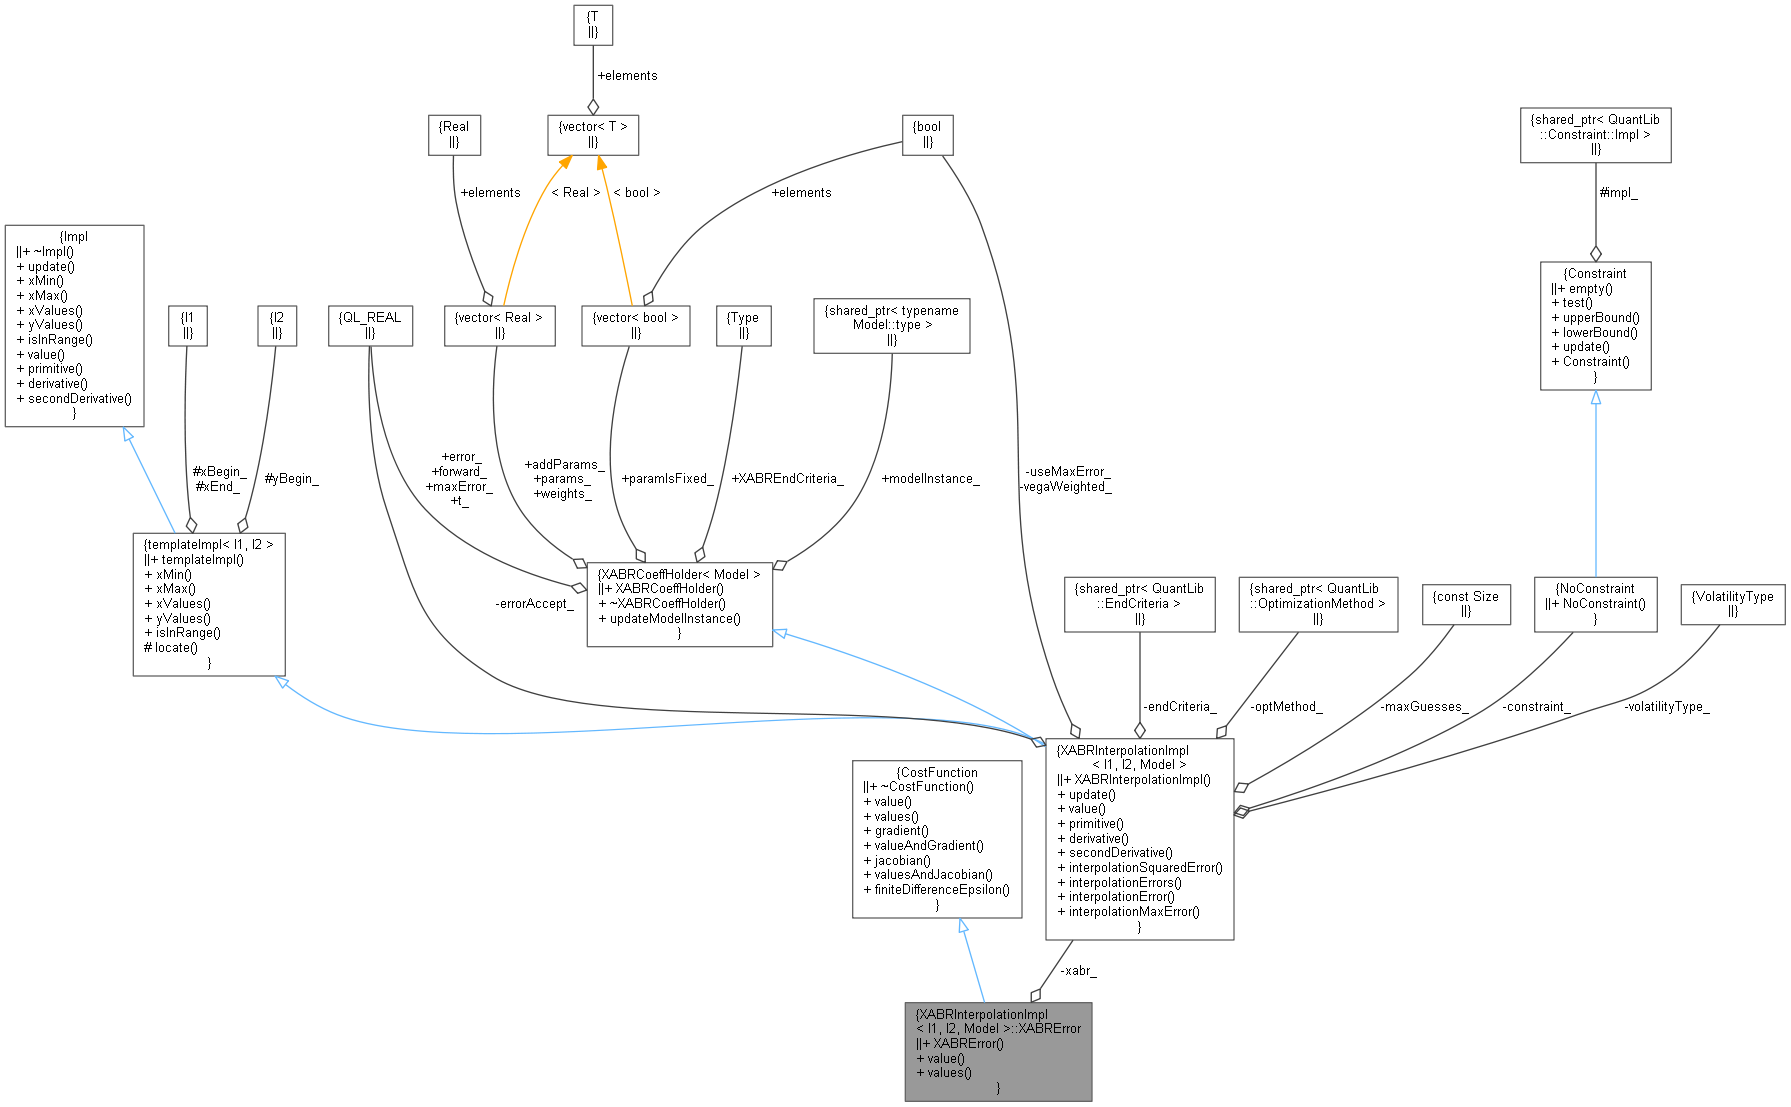 {T
||}
+elements
{Real
||}
{vector< T >
||}
{bool
||}
{shared_ptr< QuantLib
::Constraint::Impl >
||}
+elements
< Real >
< bool >
+elements
#impl_
{Impl
||+ ~Impl()
+ update()
+ xMin()
+ xMax()
+ xValues()
+ yValues()
+ isInRange()
+ value()
+ primitive()
+ derivative()
+ secondDerivative()
}
{I1
||}
{I2
||}
{QL_REAL
||}
{vector< Real >
||}
{vector< bool >
||}
{Type
||}
{shared_ptr< typename
Model::type >
||}
{Constraint
||+ empty()
+ test()
+ upperBound()
+ lowerBound()
+ update()
+ Constraint()
}
#xBegin_
#xEnd_
#yBegin_
+error_
+forward_
+maxError_
+t_
+addParams_
+params_
+weights_
+paramIsFixed_
+XABREndCriteria_
+modelInstance_
-useMaxError_
-vegaWeighted_
{templateImpl< I1, I2 >
||+ templateImpl()
+ xMin()
+ xMax()
+ xValues()
+ yValues()
+ isInRange()
# locate()
}
-errorAccept_
{XABRCoeffHolder< Model >
||+ XABRCoeffHolder()
+ ~XABRCoeffHolder()
+ updateModelInstance()
}
{shared_ptr< QuantLib
::EndCriteria >
||}
{shared_ptr< QuantLib
::OptimizationMethod >
||}
{const Size
||}
{NoConstraint
||+ NoConstraint()
}
{VolatilityType
||}
-endCriteria_
-optMethod_
-maxGuesses_
-constraint_
-volatilityType_
{CostFunction
||+ ~CostFunction()
+ value()
+ values()
+ gradient()
+ valueAndGradient()
+ jacobian()
+ valuesAndJacobian()
+ finiteDifferenceEpsilon()
}
{XABRInterpolationImpl
< I1, I2, Model >
||+ XABRInterpolationImpl()
+ update()
+ value()
+ primitive()
+ derivative()
+ secondDerivative()
+ interpolationSquaredError()
+ interpolationErrors()
+ interpolationError()
+ interpolationMaxError()
}
-xabr_
{XABRInterpolationImpl
< I1, I2, Model >::XABRError
||+ XABRError()
+ value()
+ values()
}